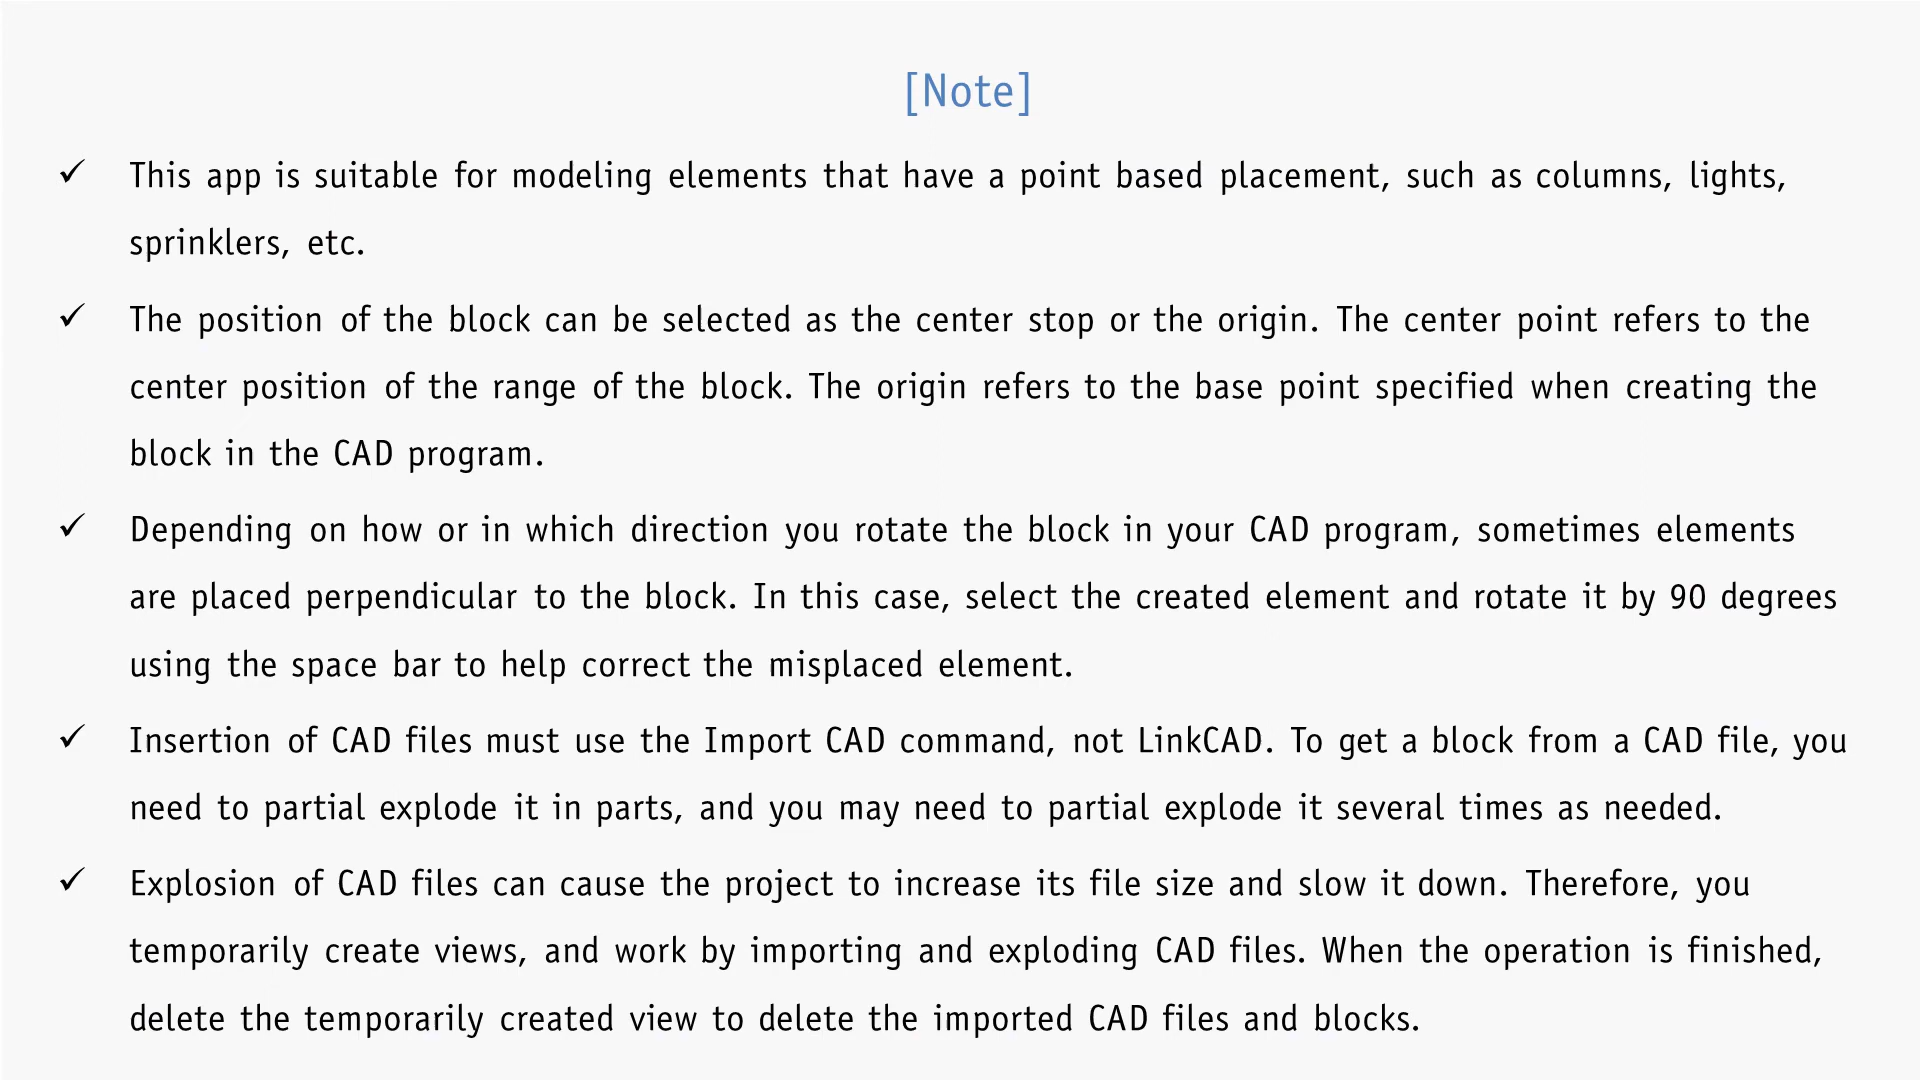 [Note]
✓ This app is suitable for modeling elements that have a point based placement, such as columns, lights,
sprinklers, etc.
✓ The position of the block can be selected as the center stop or the origin. The center point refers to the
center position of the range of the block. The origin refers to the base point specified when creating the
block in the CAD program.
✓ Depending on how or in which direction you rotate the block in your CAD program, sometimes elements
are placed perpendicular to the block. In this case, select the created element and rotate it by 90 degrees
using the space bar to help correct the misplaced element.
✓ Insertion of CAD files must use the Import CAD command, not LinkCAD. To get a block from a CAD file, you
need to partial explode it in parts, and you may need to partial explode it several times as needed.
✓ Explosion of CAD files can cause the project to increase its file size and slow it down. Therefore, you
temporarily create views, and work by importing and exploding CAD files. When the operation is finished,
delete the temporarily created view to delete the imported CAD files and blocks.